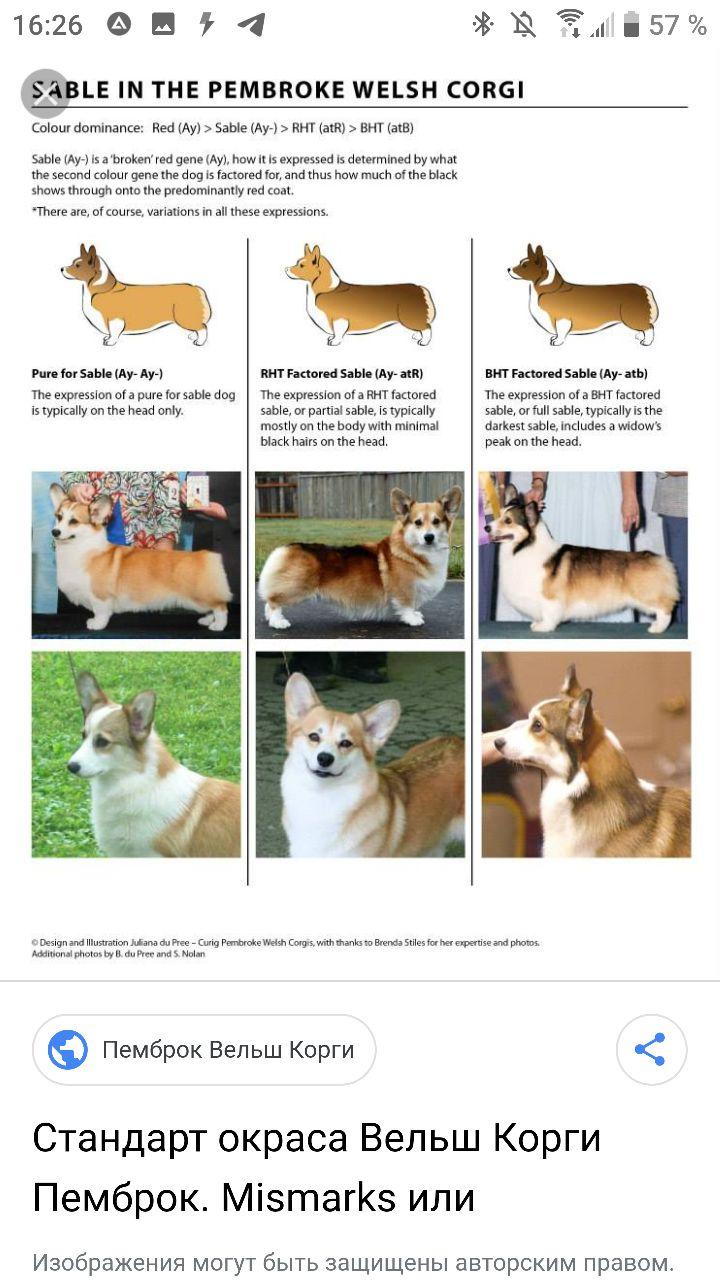 16:26
57 %
SABLE IN THE PEMBROKE WELSH CORGI
Colour dominance: Red (Ay) > Sable (Ay-) > RHT (atR) > BHT (atB)
Sable (Ay-) is a 'broken' red gene (Ay), how it is expressed is determined by what
the second colour gene the dog is factored for, and thus how much of the black
shows through onto the predominantly red coat.
*There are, of course, variations in all these expressions.
Pure for Sable (Ay- Ay-)
The expression of a pure for sable dog
is typically on the head only.
RHT Factored Sable (Ay- atR)
The expression of a RHT factored
sable, or partial sable, is typically
mostly on the body with minimal
black hairs on the head.
BHT Factored Sable (Ay- atb)
The expression of a BHT factored
sable, or full sable, typically is the
darkest sable, includes a widow's
peak on the head.
© Design and Illustration Juliana du Pree – Curig Pembroke Welsh Corgis, with thanks to Brenda Stiles for her expertise and photos.
Additional photos by B. du Pree and S. Nolan
Пемброк Вельш Корги
Стандарт окраса Вельш Корги
Пемброк. Mismarks или
Изображения могут быть защищены авторским правом.